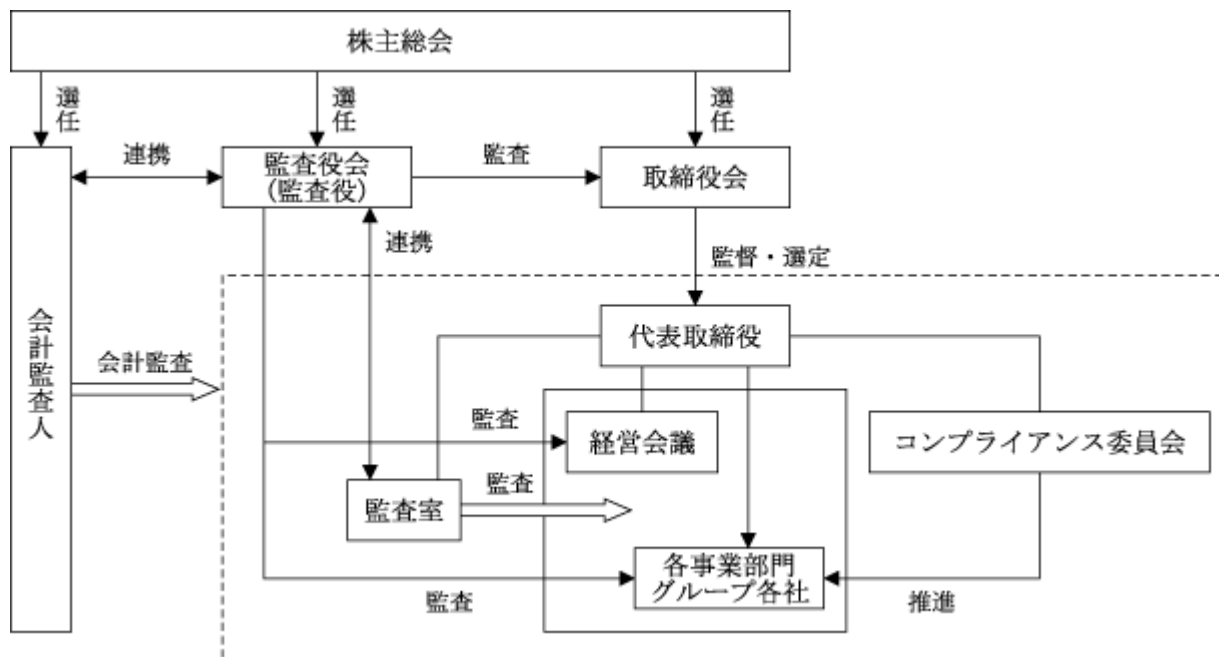 株主総会
選任
選任
選任
連携
監査役会
(監査役)
監査
取締役会
連携
監督・選定
会計監査人
会計監査
代表取締役
監査
経営会議
コンプライアンス委員会
監査室
監査
各事業部門
グループ各社
監査
推進